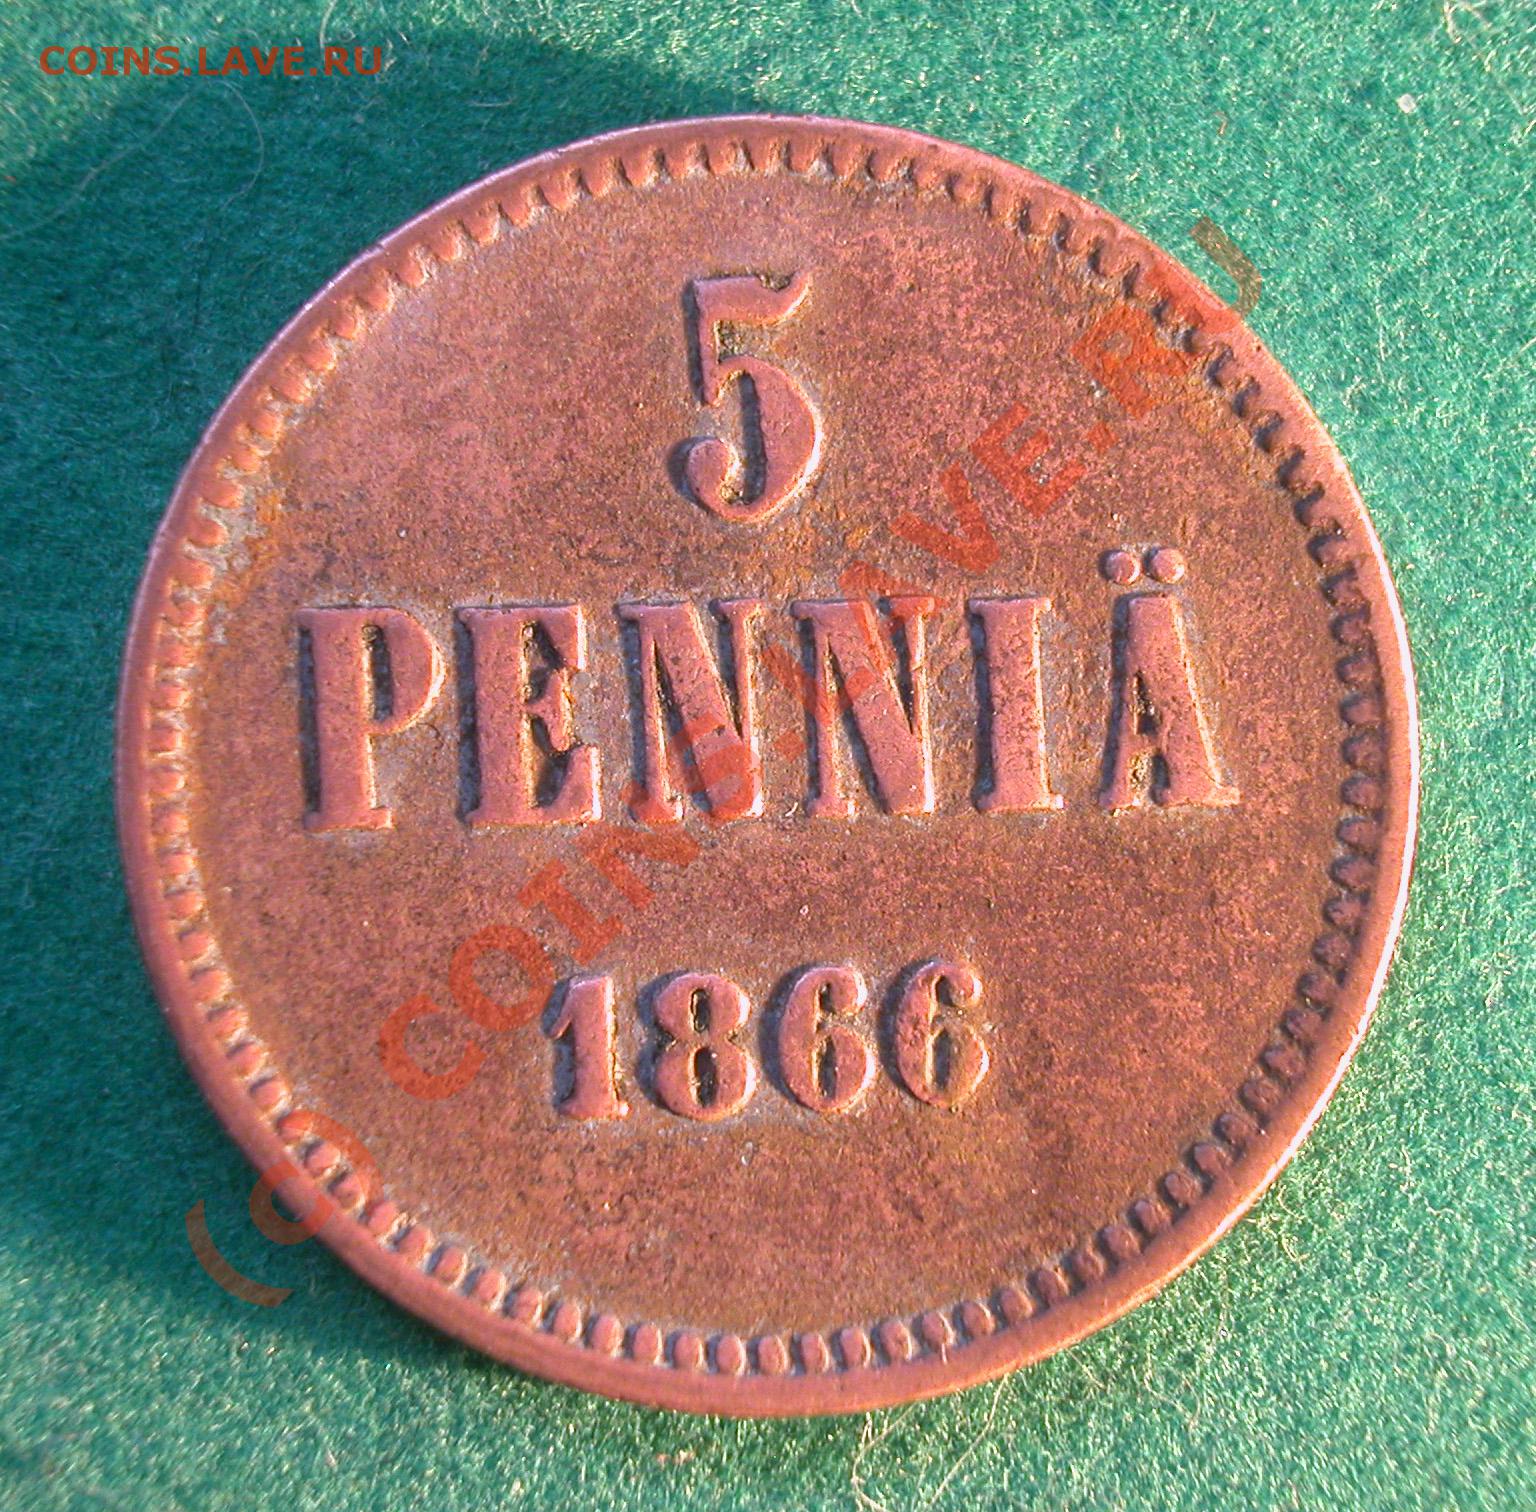 COINS.LAVE.RU
5
PENNIÄ
1866
(C) COINS.LAVE.RU